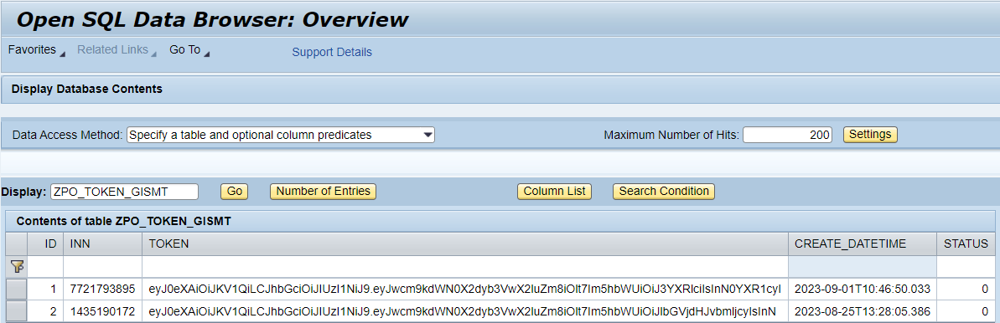 Open SQL Data Browser: Overview
Favorites Related Links Go To Support Details
Display Database Contents
Data Access Method: Specify a table and optional column predicates Maximum Number of Hits: 200 Settings
Display: ZPO_TOKEN_GISMT Go Number of Entries Column List Search Condition
Contents of table ZPO_TOKEN_GISMT
ID INN TOKEN CREATE_DATETIME STATUS
1 7721793895 eyJ0eXAiOiJKV1QiLCJhbGciOiJIUzI1NiJ9.eyJwcm9kdWN0X2dyb3VwX2luZm8iOlt7Im5hbWUiOiJ3YXRlciIsInN0YXR1cyI 2023-09-01T10:46:50.033 0
2 1435190172 eyJ0eXAiOiJKV1QiLCJhbGciOiJIUzI1NiJ9.eyJwcm9kdWN0X2dyb3VwX2luZm8iOlt7Im5hbWUiOiJlbGVjdHJvbmljcyIsInN 2023-08-25T13:28:05.386 0